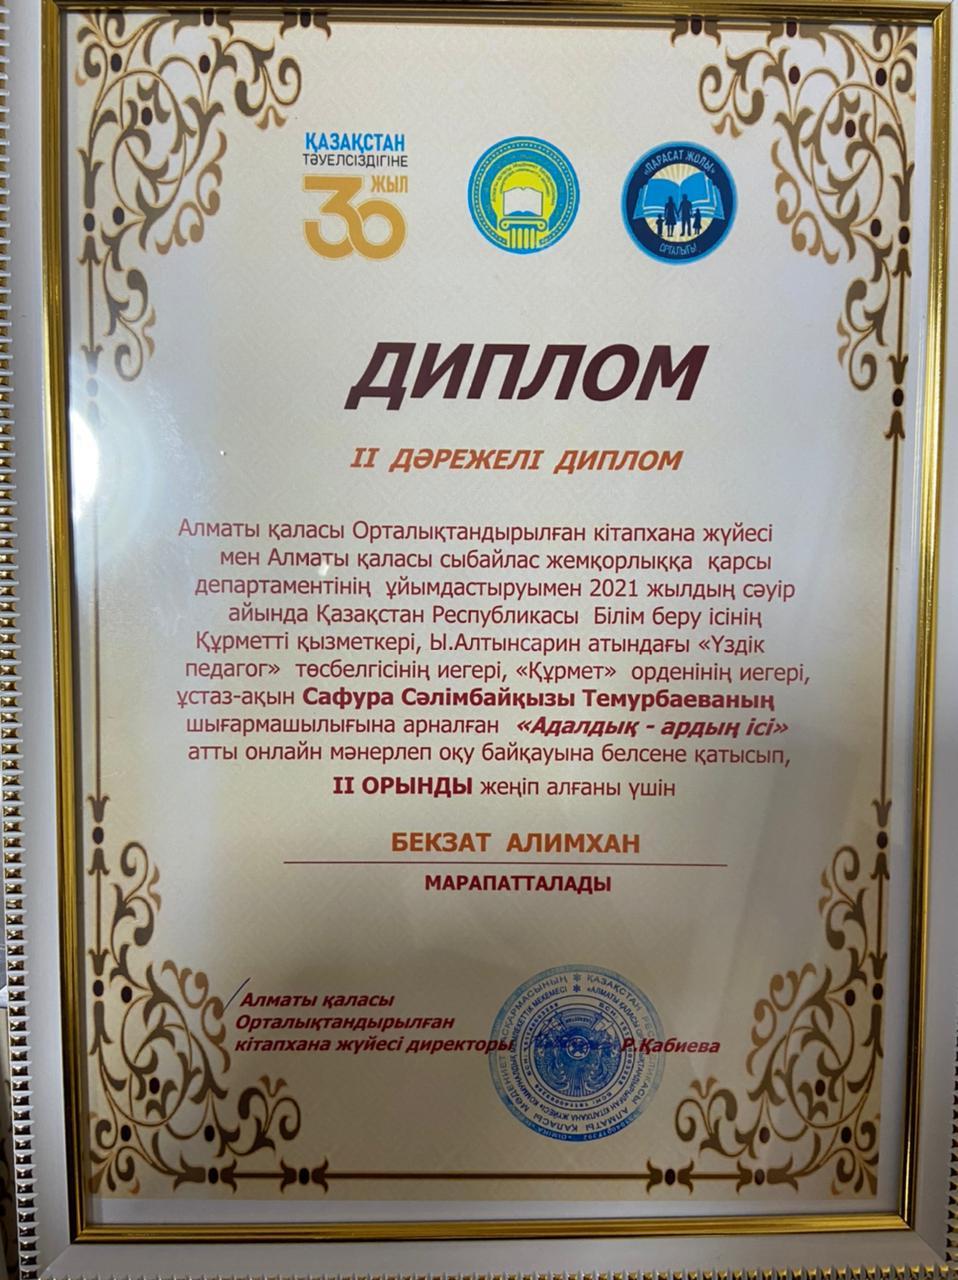 ҚАЗАҚСТАН
ТӘУЕЛСІЗДІГІНЕ
30 ЖЫЛ
«ПАРАСАТ ЖОЛЫ»
ОРТАЛЫҒЫ
ДИПЛОМ
II ДӘРЕЖЕЛІ ДИПЛОМ
Алматы қаласы Орталықтандырылған кітапхана жүйесі
мен Алматы қаласы сыбайлас жемқорлыққа қарсы
департаментінің ұйымдастыруымен 2021 жылдың сәуір
айында Қазақстан Республикасы Білім беру ісінің
Құрметті қызметкері, Ы.Алтынсарин атындағы «Үздік
педагог» төсбелгісінің иегері, «Құрмет» орденінің иегері,
ұстаз-ақын Сафура Сәлімбайқызы Темурбаеваның
шығармашылығына арналған «Адалдық - ардың ісі»
атты онлайн мәнерлеп оқу байқауына белсене қатысып,
II ОРЫНДЫ жеңіп алғаны үшін
БЕКЗАТ АЛИМХАН
МАРАПАТТАЛАДЫ
Алматы қаласы
Орталықтандырылған
кітапхана жүйесі директоры Р.Қабиева